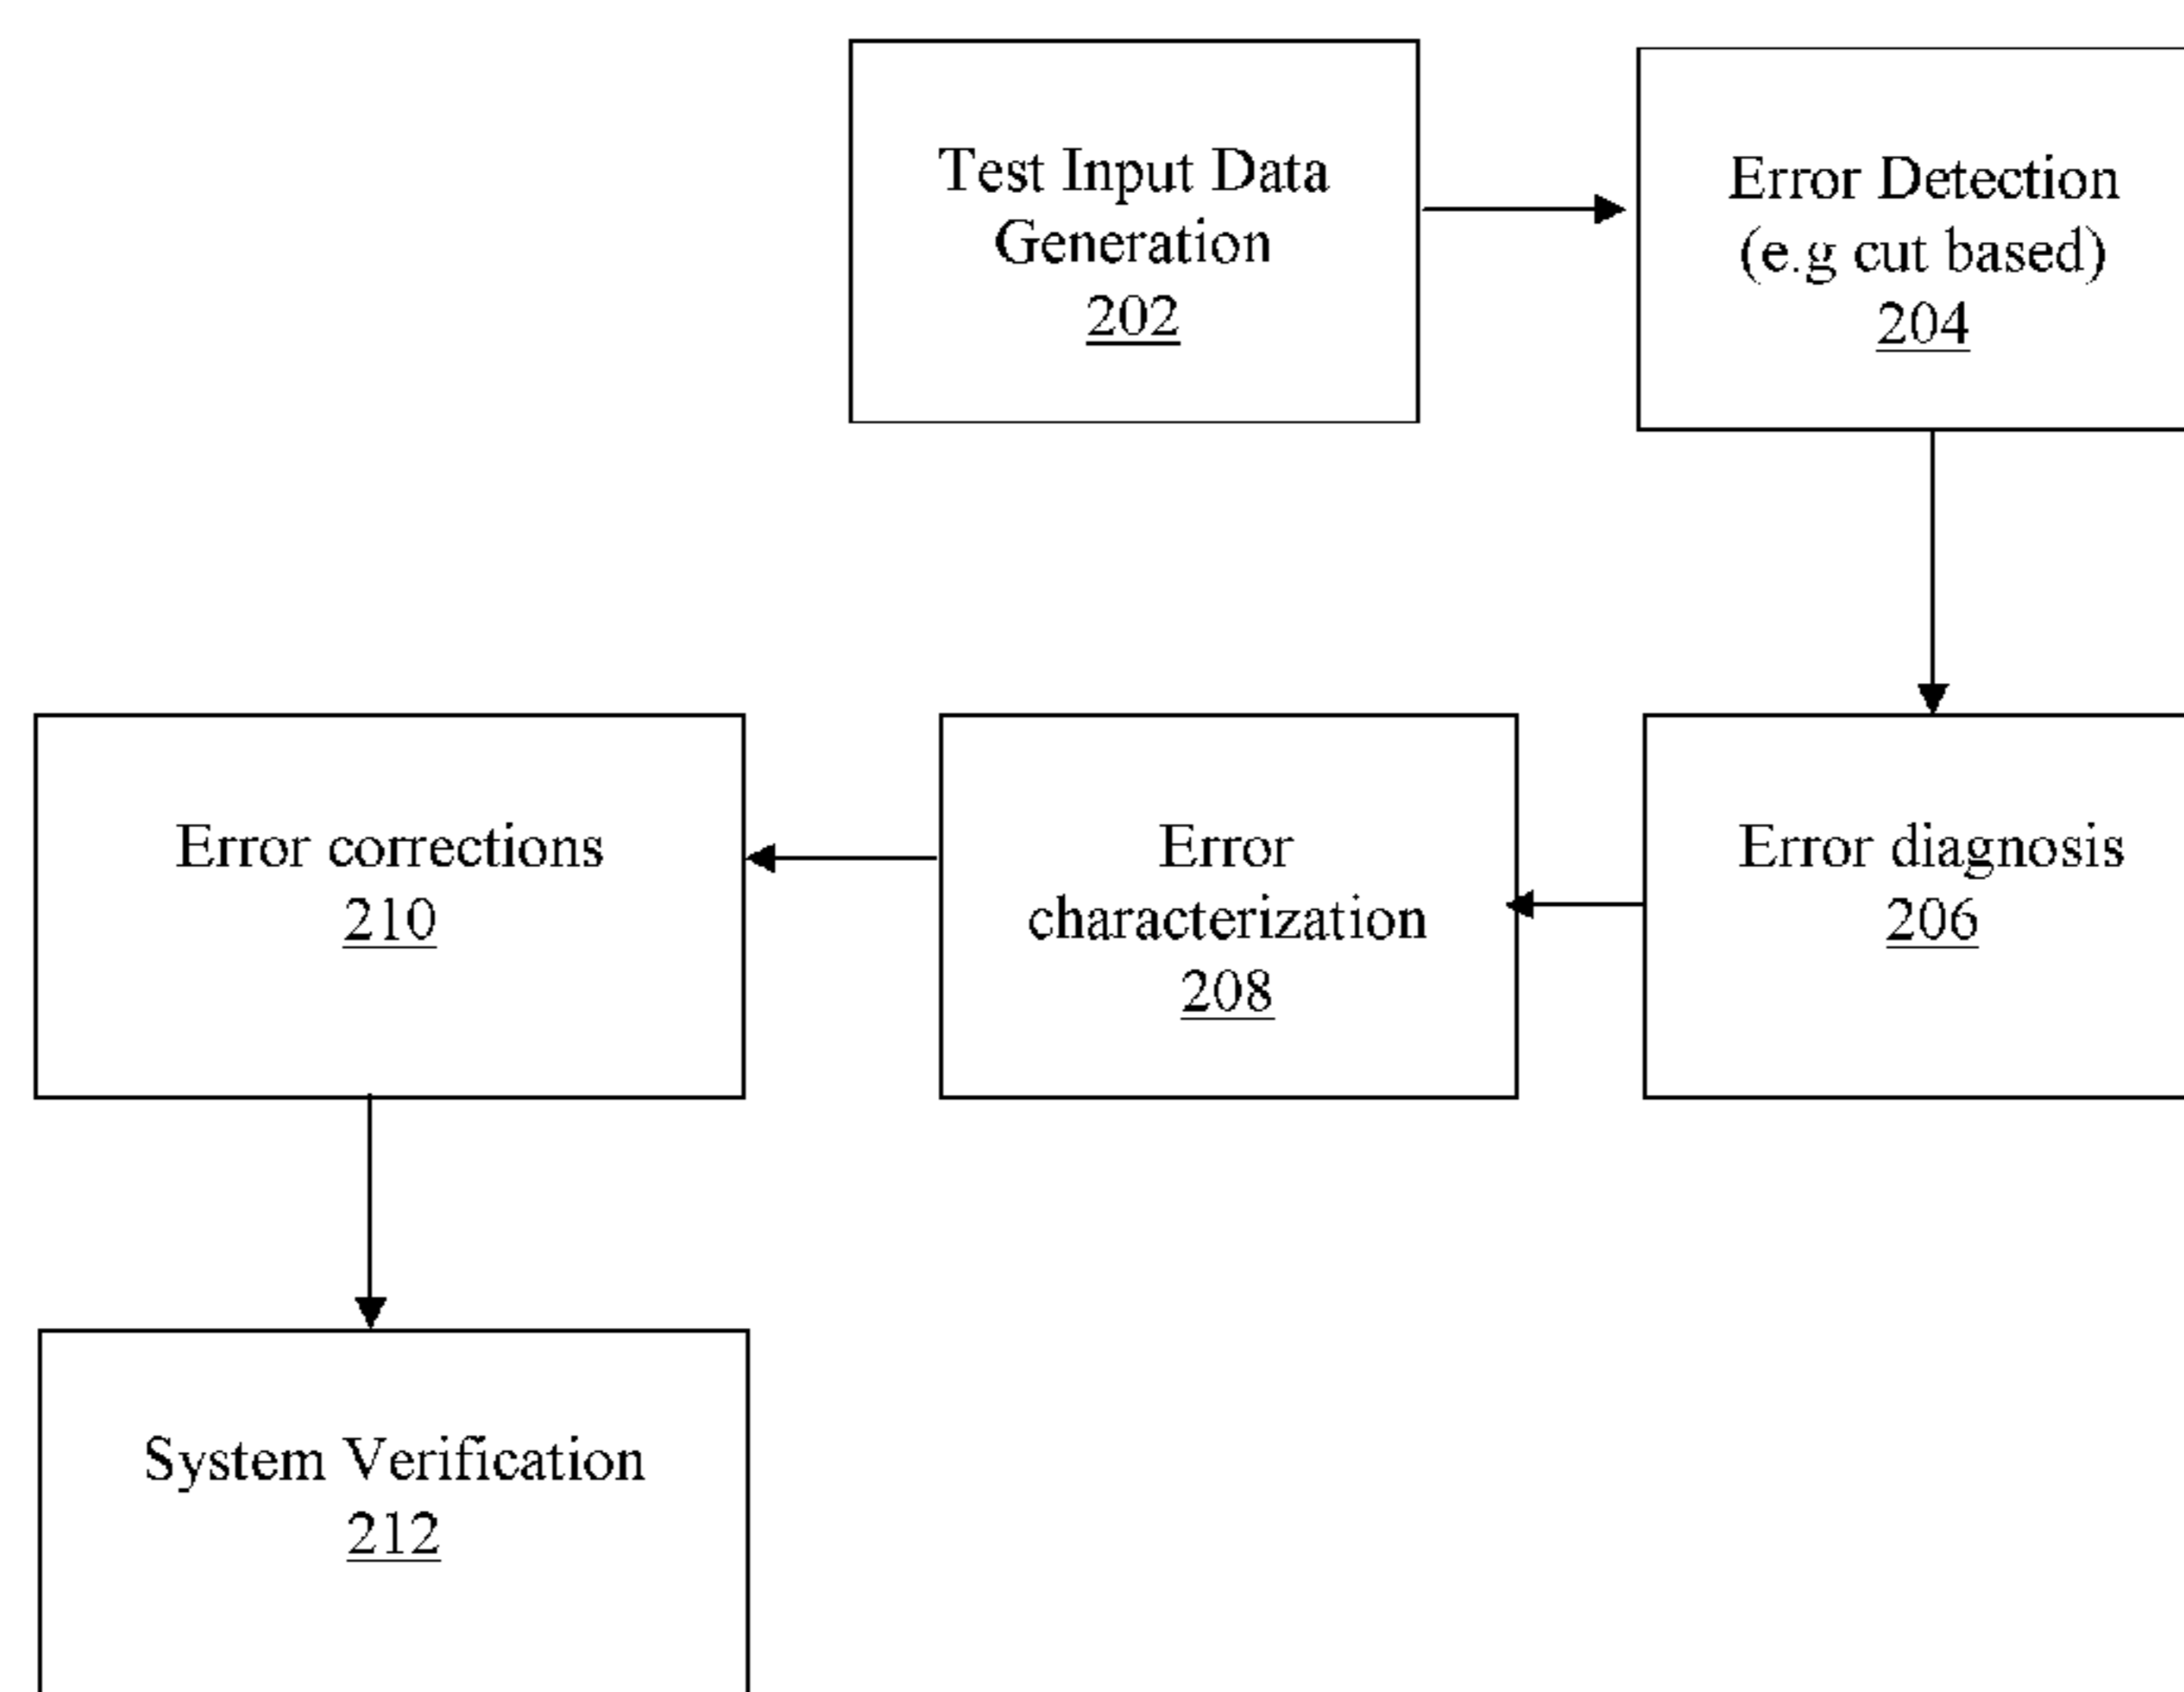 Test Input Data
Generation
202
Error Detection
(e.g cut based)
204
Error corrections
210
Error
characterization
208
Error diagnosis
206
System Verification
212